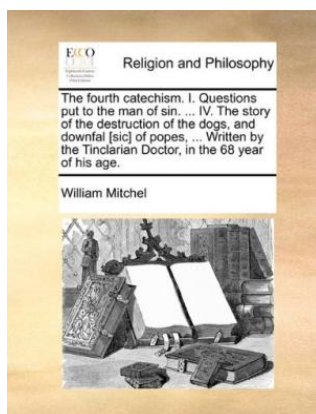 ECCO
Religion and Philosophy
The fourth catechism. I. Questions
put to the man of sin. ... IV. The story
of the destruction of the dogs, and
downfal [sic] of popes, ... Written by
the Tinclarian Doctor, in the 68 year
of his age.
William Mitchel